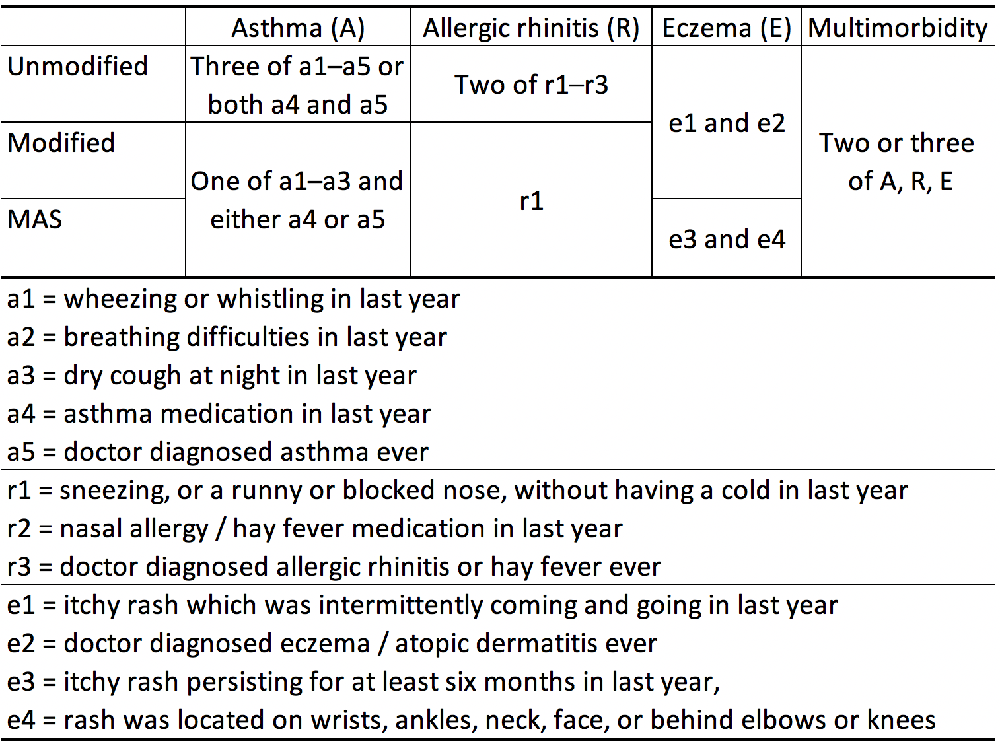 Asthma (A) Allergic rhinitis (R) Eczema (E) Multimorbidity
Unmodified
Three of a1–a5 or
both a4 and a5
Two of r1–r3
e1 and e2
Modified
One of a1–a3 and
either a4 or a5
r1
Two or three
of A, R, E
MAS
e3 and e4
a1 = wheezing or whistling in last year
a2 = breathing difficulties in last year
a3 = dry cough at night in last year
a4 = asthma medication in last year
a5 = doctor diagnosed asthma ever
r1 = sneezing, or a runny or blocked nose, without having a cold in last year
r2 = nasal allergy / hay fever medication in last year
r3 = doctor diagnosed allergic rhinitis or hay fever ever
e1 = itchy rash which was intermittently coming and going in last year
e2 = doctor diagnosed eczema / atopic dermatitis ever
e3 = itchy rash persisting for at least six months in last year,
e4 = rash was located on wrists, ankles, neck, face, or behind elbows or knees